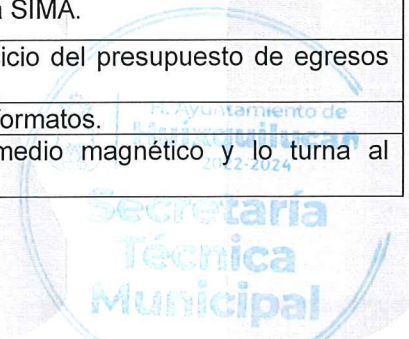 a SIMA.
icio del presupuesto de egresos
ormatos.
H. Ayuntamiento de
Huixquilucan
medio magnético y lo turna al
2022-2024
Secretaría
Técnica
Municipal